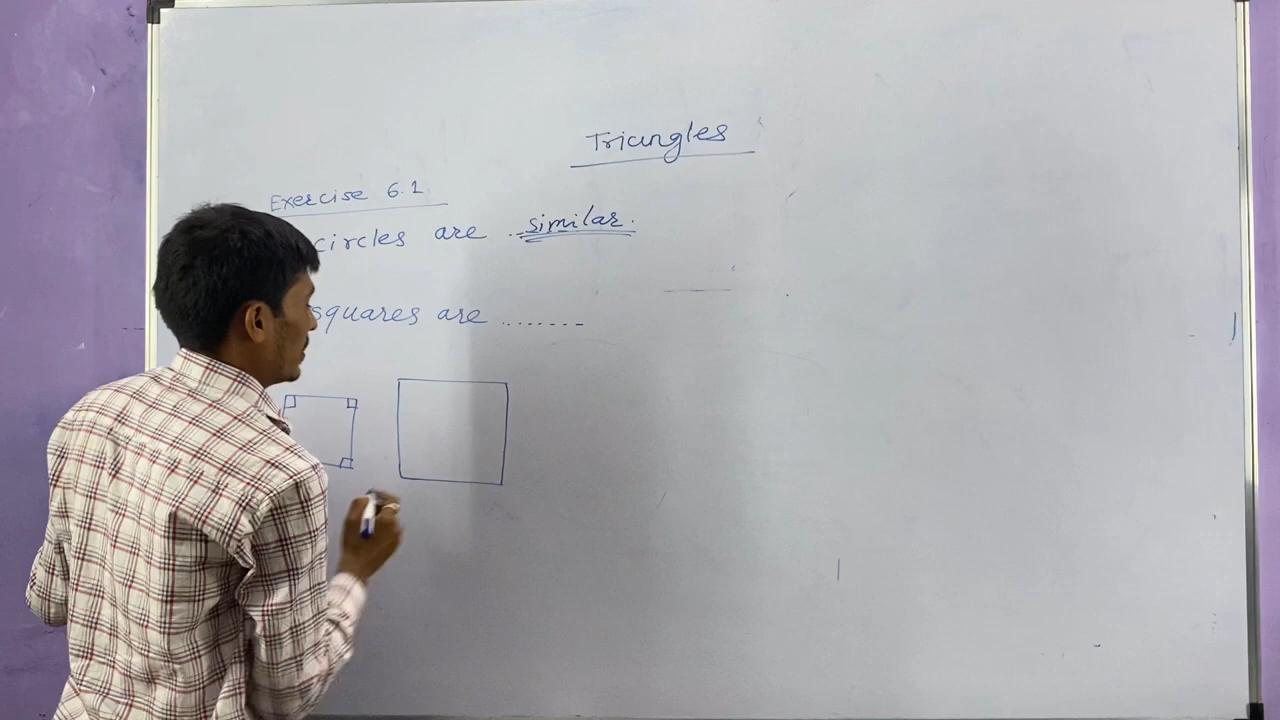 Triangles
Exercise 6.1
circles are ..similar.
squares are ........